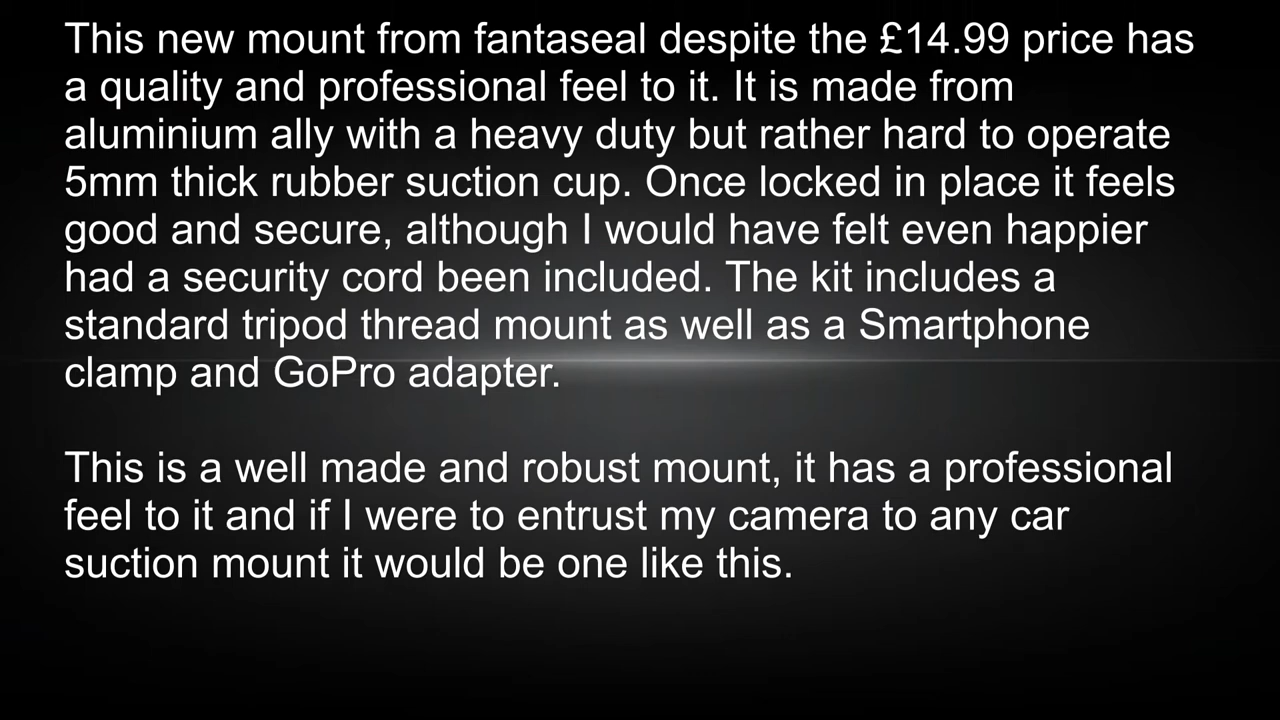 This new mount from fantaseal despite the £14.99 price has
a quality and professional feel to it. It is made from
aluminium ally with a heavy duty but rather hard to operate
5mm thick rubber suction cup. Once locked in place it feels
good and secure, although I would have felt even happier
had a security cord been included. The kit includes a
standard tripod thread mount as well as a Smartphone
clamp and GoPro adapter.
This is a well made and robust mount, it has a professional
feel to it and if I were to entrust my camera to any car
suction mount it would be one like this.